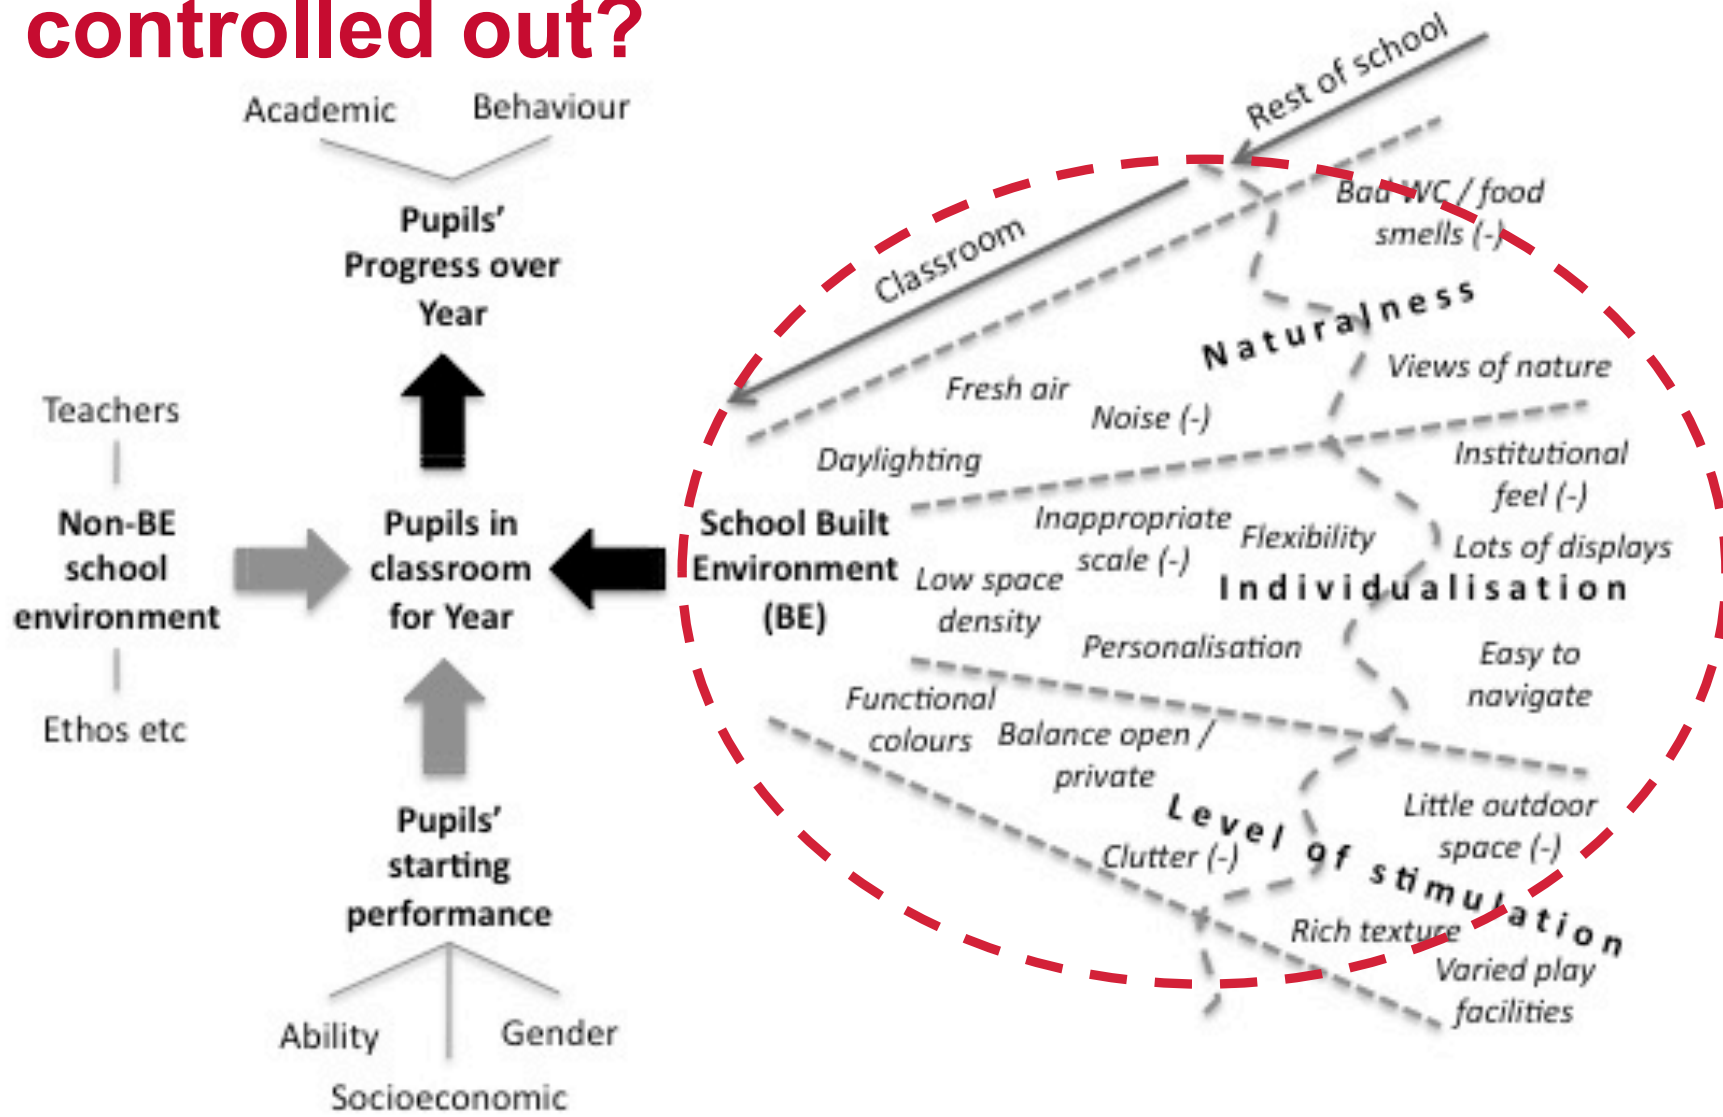 controlled out?
Academic
Behaviour
Pupils’
Progress over
Year
Teachers
Non-BE
school
environment
Ethos etc
Pupils in
classroom
for Year
Pupils’
starting
performance
Ability
Gender
Socioeconomic
School Built
Environment
(BE)
Rest of school
Classroom
Bad WC / food
smells (-)
Naturalness
Views of nature
Fresh air
Noise (-)
Daylighting
Institutional
feel (-)
Inappropriate
scale (-)
Flexibility
Lots of displays
Individualisation
Low space
density
Personalisation
Easy to
navigate
Functional
colours
Balance open /
private
Level of stimulation
Little outdoor
space (-)
Clutter (-)
Rich texture
Varied play
facilities